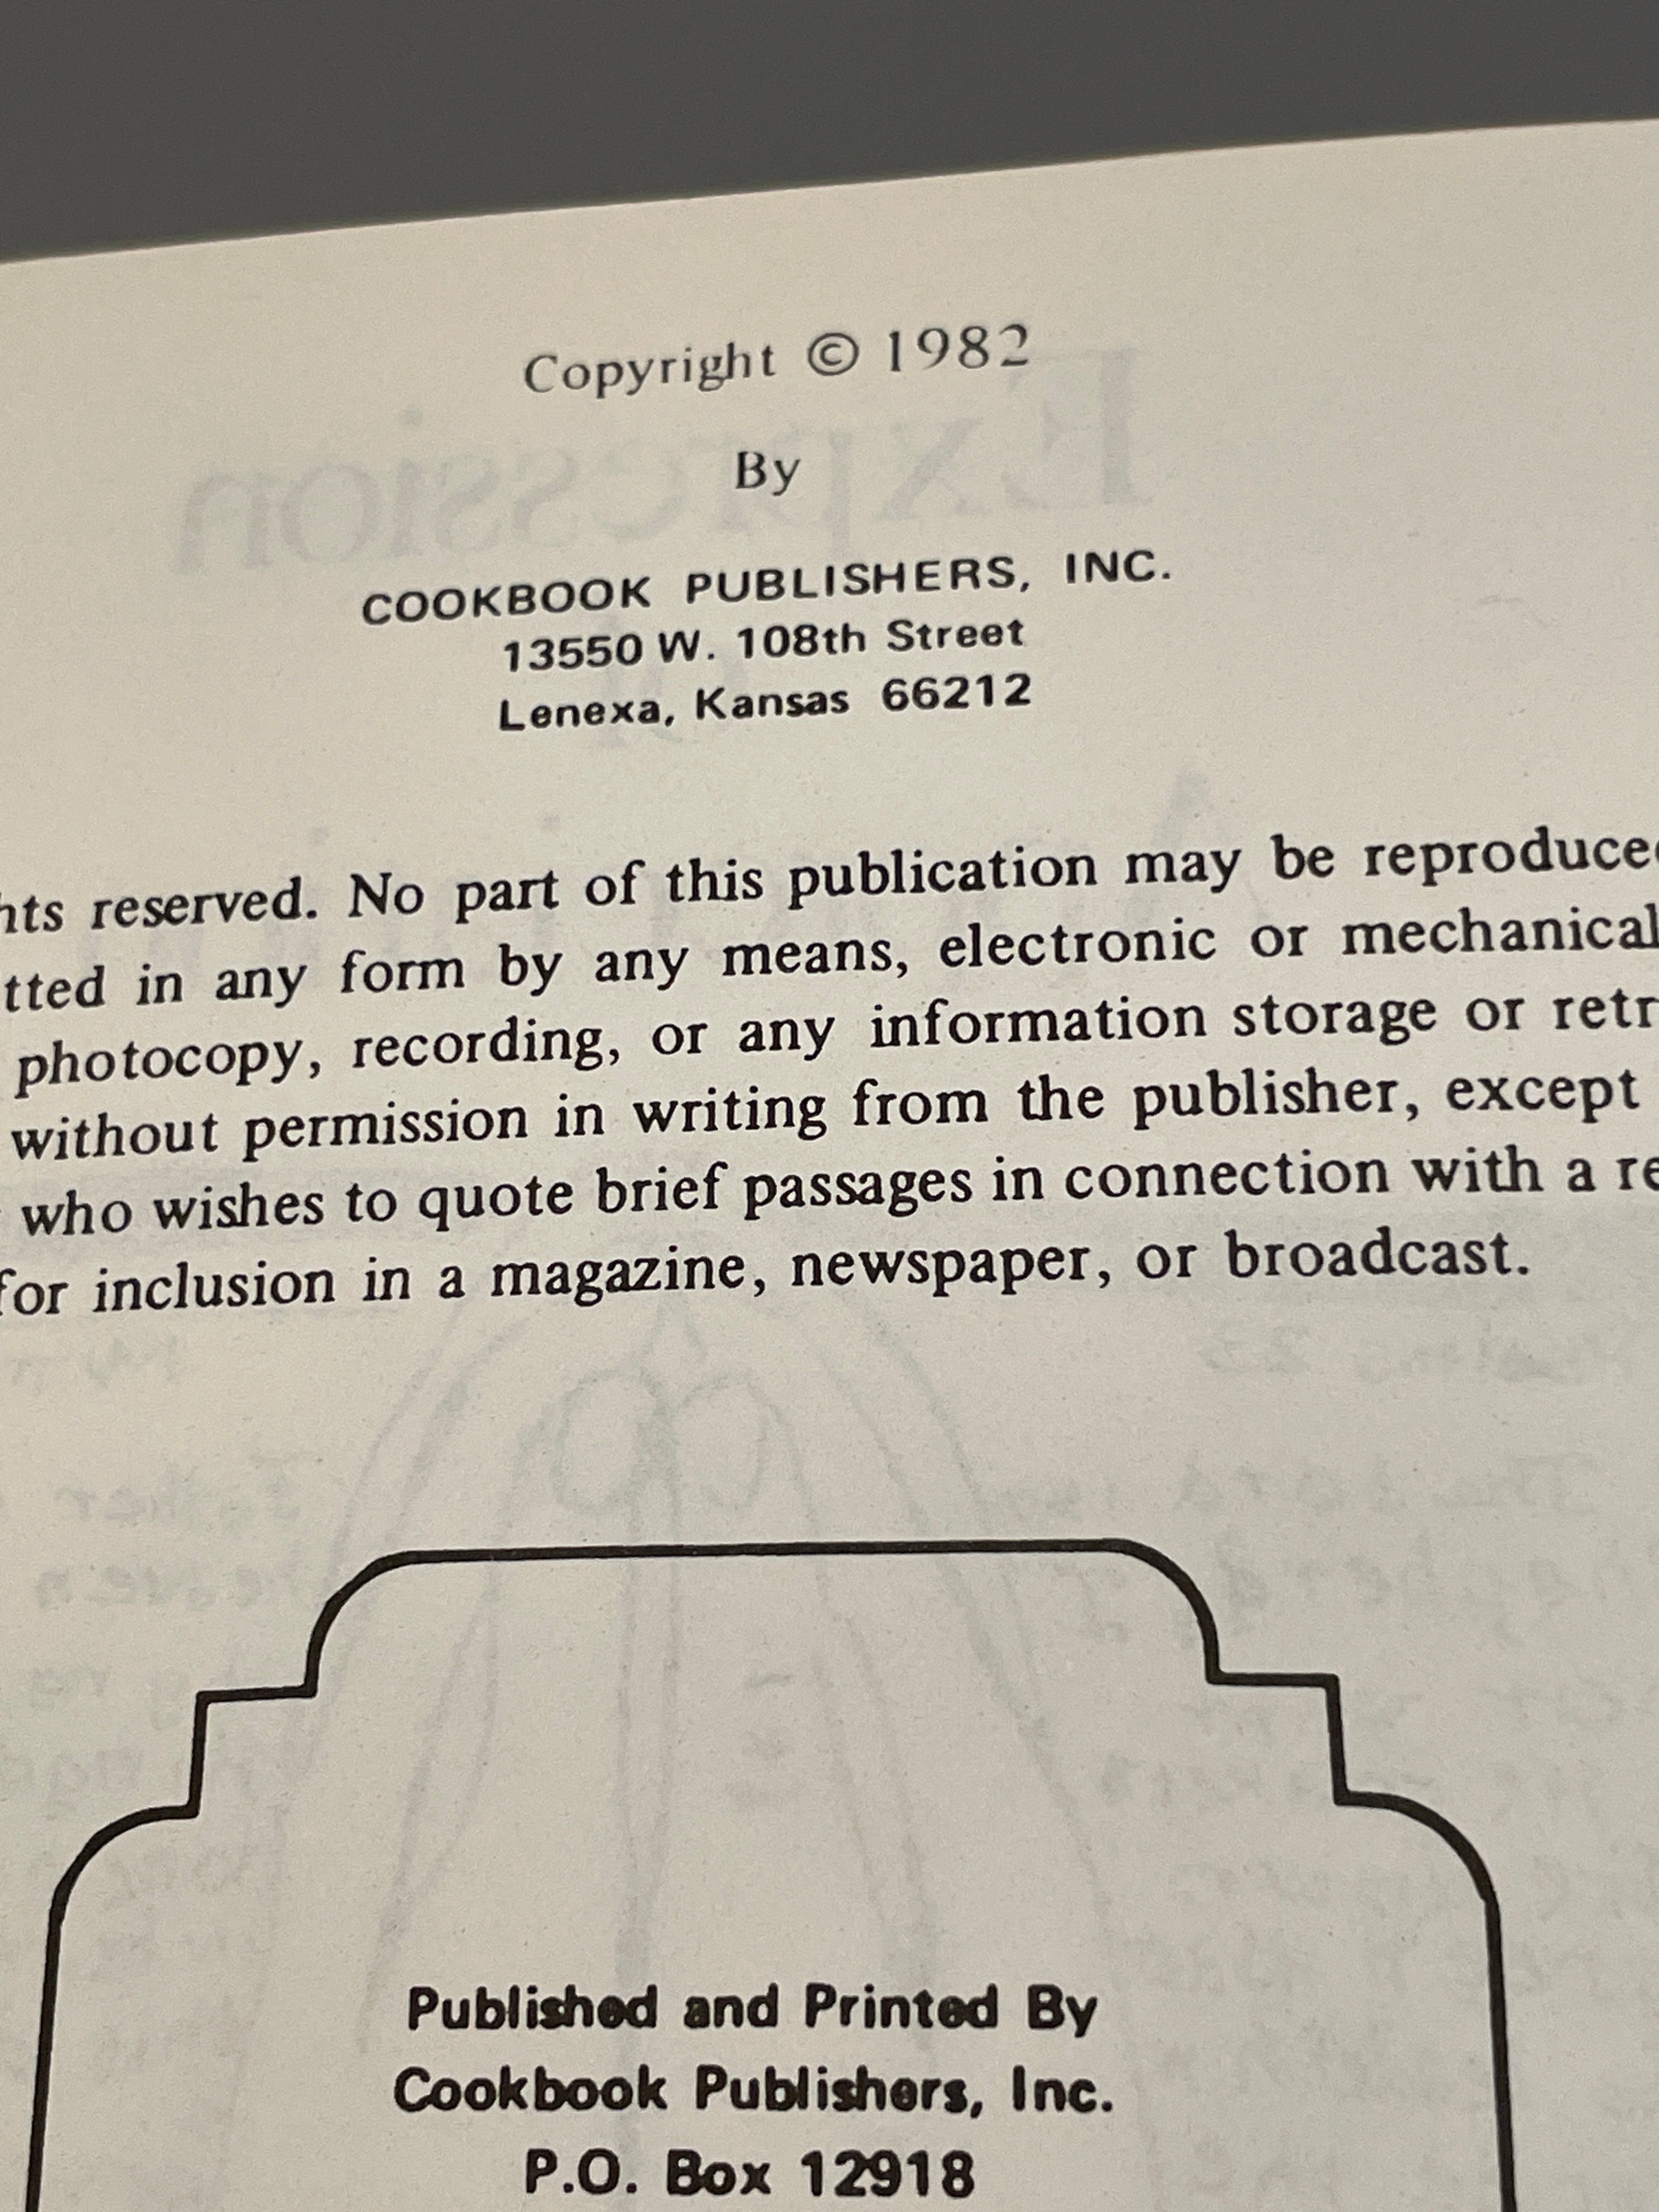 Copyright © 1982
By
COOKBOOK PUBLISHERS, INC.
13550 W. 108th Street
Lenexa, Kansas 66212
hts reserved. No part of this publication may be reproduced
tted in any form by any means, electronic or mechanical
photocopy, recording, or any information storage or retr
without permission in writing from the publisher, except
who wishes to quote brief passages in connection with a re
for inclusion in a magazine, newspaper, or broadcast.
Published and Printed By
Cookbook Publishers, Inc.
P.O. Box 12918